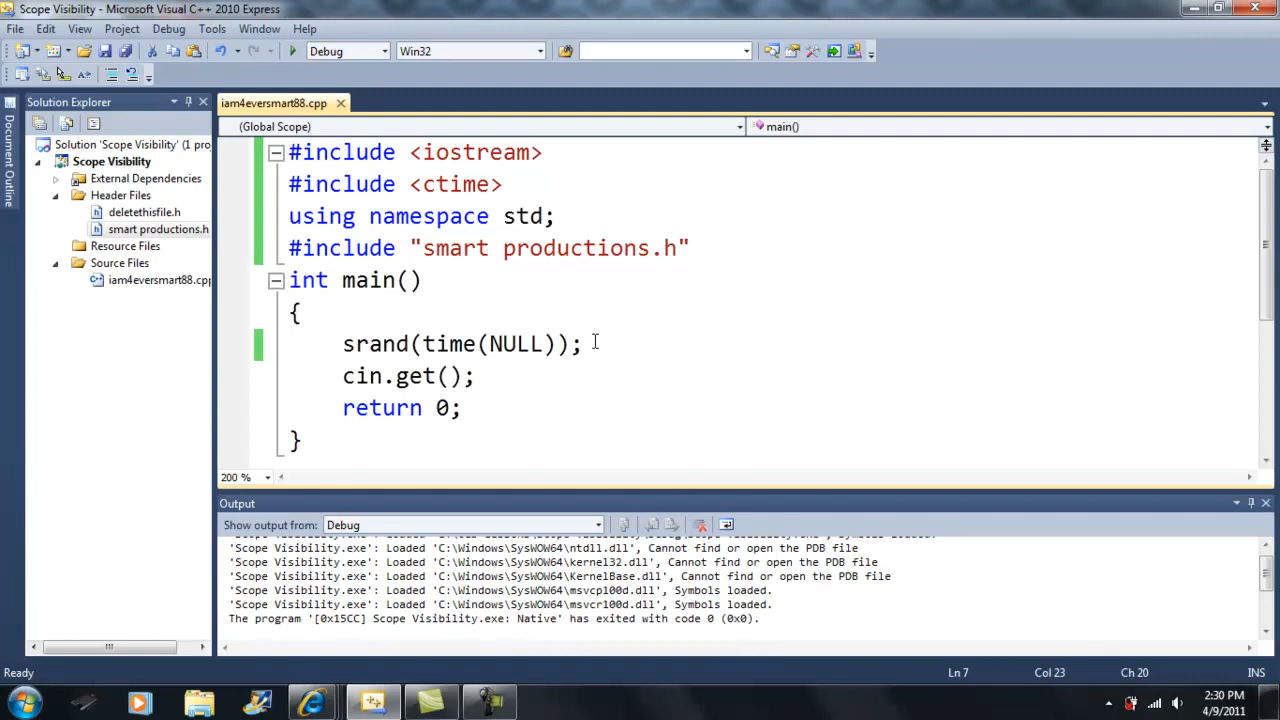 Scope Visibility - Microsoft Visual C++ 2010 Express
File Edit View Project Debug Tools Window Help
Debug Win32
Solution Explorer
iam4eversmart88.cpp
Document Outline
(Global Scope) main()
Solution 'Scope Visibility' (1 proj
Scope Visibility
External Dependencies
Header Files
deletethisfile.h
smart productions.h
Resource Files
Source Files
iam4eversmart88.cpp
#include <iostream>
#include <ctime>
using namespace std;
#include "smart productions.h"
int main()
{
srand(time(NULL));
cin.get();
return 0;
}
200 %
Output
Show output from: Debug
'Scope Visibility.exe': Loaded 'C:\Windows\SysWOW64\ntdll.dll', Cannot find or open the PDB file
'Scope Visibility.exe': Loaded 'C:\Windows\SysWOW64\kernel32.dll', Cannot find or open the PDB file
'Scope Visibility.exe': Loaded 'C:\Windows\SysWOW64\KernelBase.dll', Cannot find or open the PDB file
'Scope Visibility.exe': Loaded 'C:\Windows\SysWOW64\msvcp100d.dll', Symbols loaded.
'Scope Visibility.exe': Loaded 'C:\Windows\SysWOW64\msvcr100d.dll', Symbols loaded.
The program '[0x15CC] Scope Visibility.exe: Native' has exited with code 0 (0x0).
Ready Ln 7 Col 23 Ch 20 INS
2:30 PM
4/9/2011